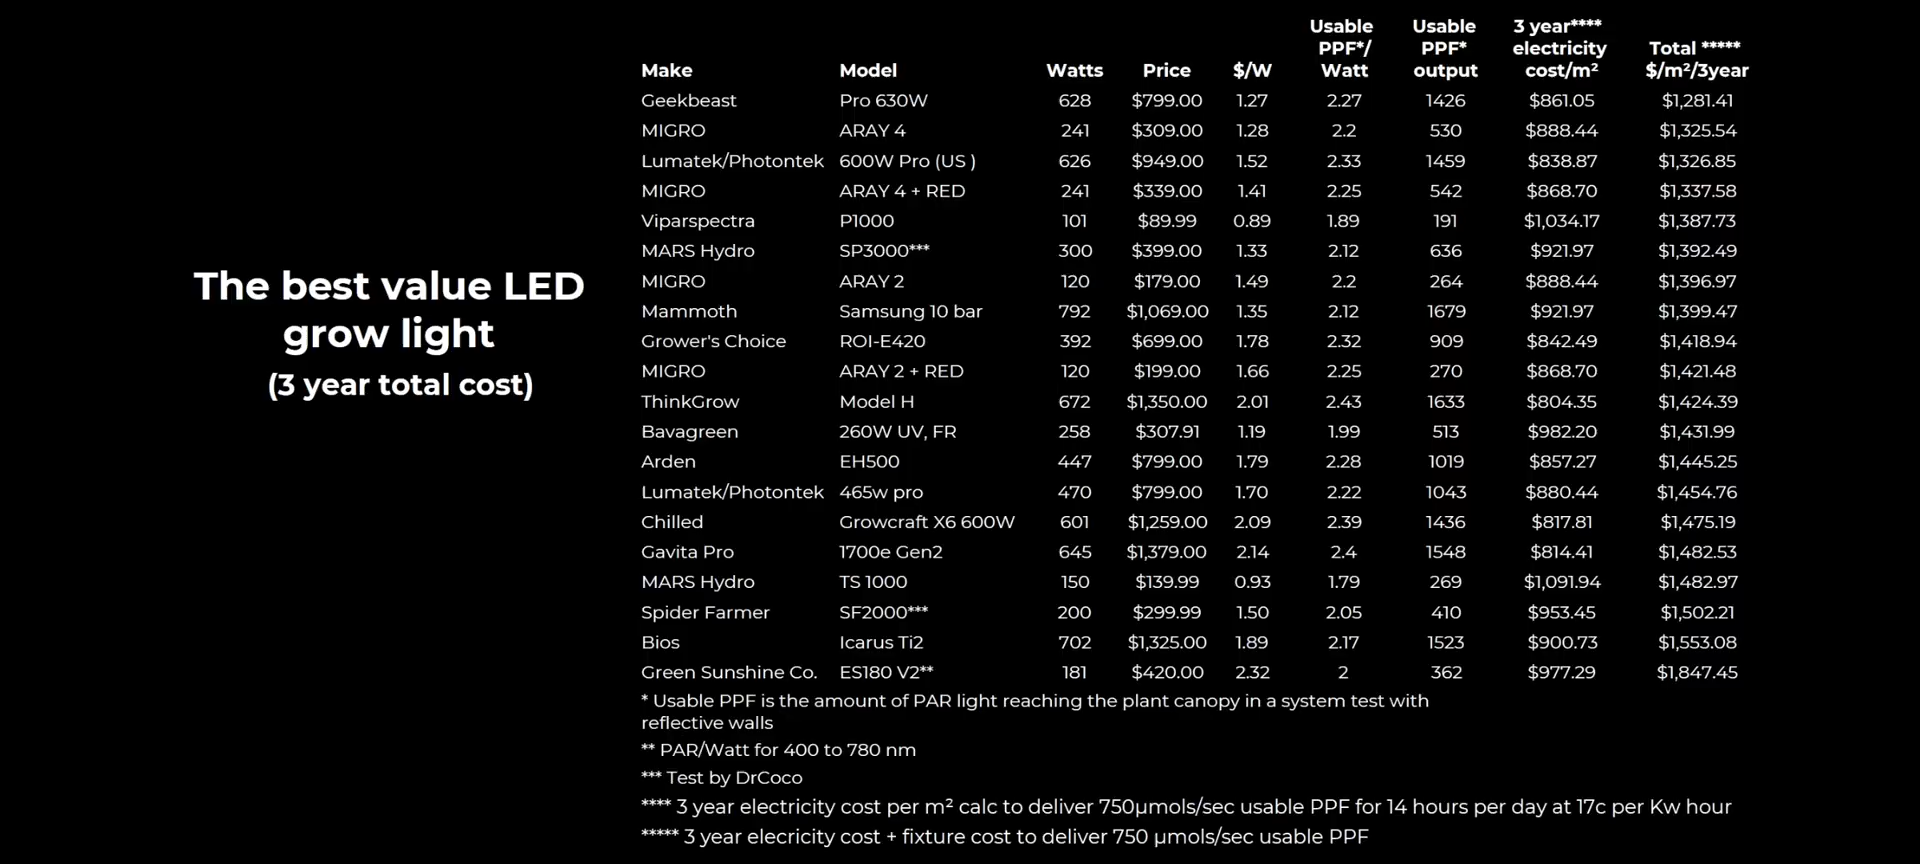 The best value LED
grow light
(3 year total cost)
Make Model Watts Price $/W Usable PPF*/ Watt Usable PPF* output 3 year**** electricity cost/m² Total ***** $/m²/3year
Geekbeast Pro 630W 628 $799.00 1.27 2.27 1426 $861.05 $1,281.41
MIGRO ARAY 4 241 $309.00 1.28 2.2 530 $888.44 $1,325.54
Lumatek/Photontek 600W Pro (US ) 626 $949.00 1.52 2.33 1459 $838.87 $1,326.85
MIGRO ARAY 4 + RED 241 $339.00 1.41 2.25 542 $868.70 $1,337.58
Viparspectra P1000 101 $89.99 0.89 1.89 191 $1,034.17 $1,387.73
MARS Hydro SP3000*** 300 $399.00 1.33 2.12 636 $921.97 $1,392.49
MIGRO ARAY 2 120 $179.00 1.49 2.2 264 $888.44 $1,396.97
Mammoth Samsung 10 bar 792 $1,069.00 1.35 2.12 1679 $921.97 $1,399.47
Grower's Choice ROI-E420 392 $699.00 1.78 2.32 909 $842.49 $1,418.94
MIGRO ARAY 2 + RED 120 $199.00 1.66 2.25 270 $868.70 $1,421.48
ThinkGrow Model H 672 $1,350.00 2.01 2.43 1633 $804.35 $1,424.39
Bavagreen 260W UV, FR 258 $307.91 1.19 1.99 513 $982.20 $1,431.99
Arden EH500 447 $799.00 1.79 2.28 1019 $857.27 $1,445.25
Lumatek/Photontek 465w pro 470 $799.00 1.70 2.22 1043 $880.44 $1,454.76
Chilled Growcraft X6 600W 601 $1,259.00 2.09 2.39 1436 $817.81 $1,475.19
Gavita Pro 1700e Gen2 645 $1,379.00 2.14 2.4 1548 $814.41 $1,482.53
MARS Hydro TS 1000 150 $139.99 0.93 1.79 269 $1,091.94 $1,482.97
Spider Farmer SF2000*** 200 $299.99 1.50 2.05 410 $953.45 $1,502.21
Bios Icarus Ti2 702 $1,325.00 1.89 2.17 1523 $900.73 $1,553.08
Green Sunshine Co. ES180 V2** 181 $420.00 2.32 2 362 $977.29 $1,847.45
* Usable PPF is the amount of PAR light reaching the plant canopy in a system test with
reflective walls
** PAR/Watt for 400 to 780 nm
*** Test by DrCoco
**** 3 year electricity cost per m² calc to deliver 750µmols/sec usable PPF for 14 hours per day at 17c per Kw hour
***** 3 year elecricity cost + fixture cost to deliver 750 µmols/sec usable PPF